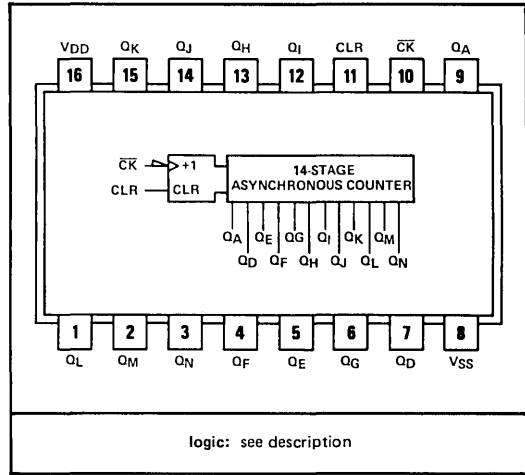 VDD QK QJ QH QI CLR CK QA
16 15 14 13 12 11 10 9
CK +1
CLR CLR
14-STAGE
ASYNCHRONOUS COUNTER
QA QE QG QI QK QM
QD QF QH QJ QL QN
1 2 3 4 5 6 7 8
QL QM QN QF QE QG QD VSS
logic: see description